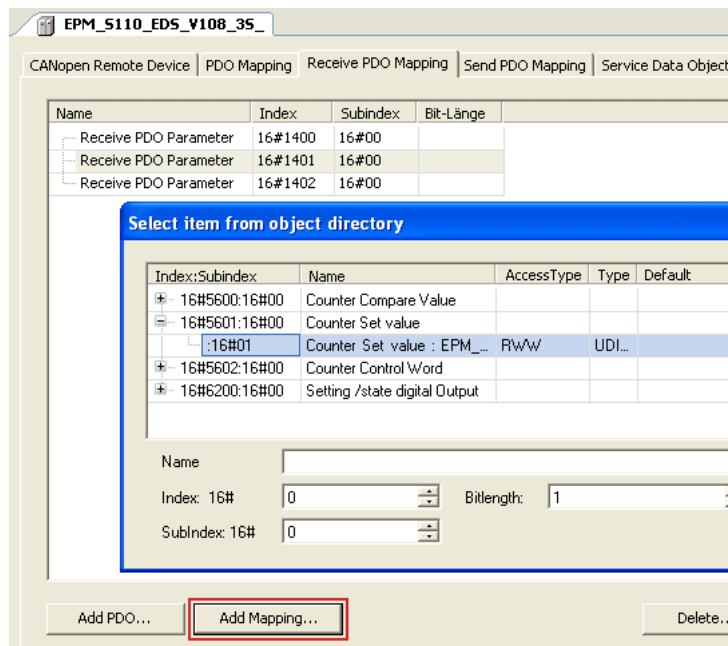 EPM_S110_EDS_V108_3S_
CANopen Remote Device PDO Mapping Receive PDO Mapping Send PDO Mapping Service Data Object
Name Index Subindex Bit-Länge
Receive PDO Parameter 16#1400 16#00
Receive PDO Parameter 16#1401 16#00
Receive PDO Parameter 16#1402 16#00
Select item from object directory
Index:Subindex Name AccessType Type Default
16#5600:16#00 Counter Compare Value
16#5601:16#00 Counter Set value
:16#01 Counter Set value : EPM_... RWW UDI...
16#5602:16#00 Counter Control Word
16#6200:16#00 Setting /state digital Output
Name
Index: 16# 0 Bitlength: 1
SubIndex: 16# 0
Add PDO... Add Mapping... Delete..